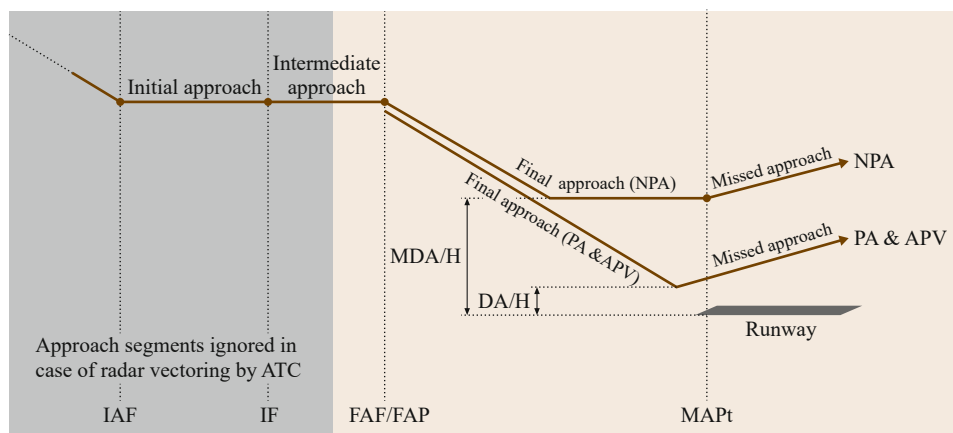 Initial approach
Intermediate
approach
Final approach (NPA)
Missed approach
NPA
Final approach (PA &APV)
MDA/H
Missed approach
PA & APV
DA/H
Runway
Approach segments ignored in
case of radar vectoring by ATC
IAF
IF
FAF/FAP
MAPt